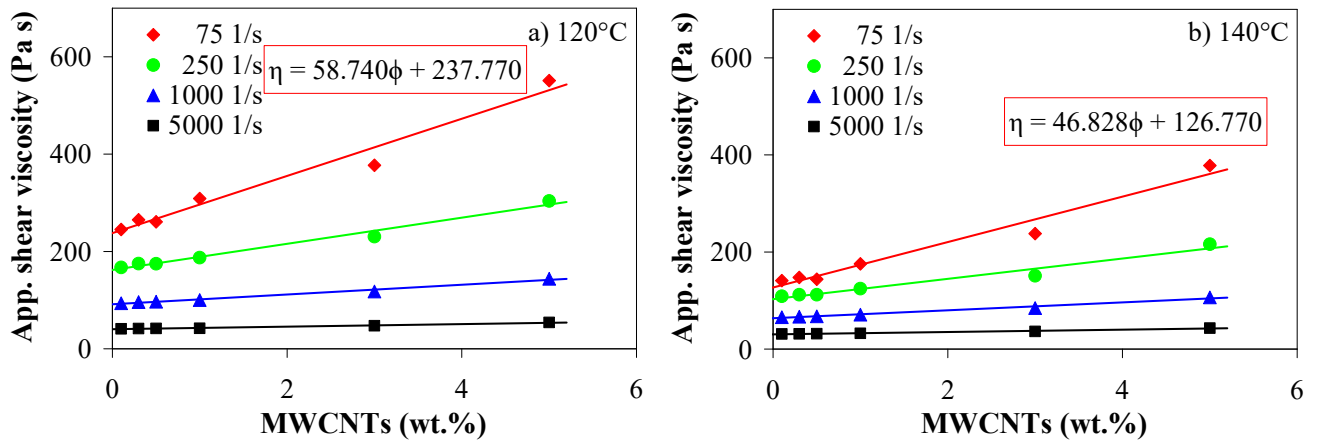 a) 120°C
App. shear viscosity (Pa s)
600
400
200
0
75 1/s
250 1/s
1000 1/s
5000 1/s
η = 58.740ϕ + 237.770
0 2 4 6
MWCNTs (wt.%)
b) 140°C
App. shear viscosity (Pa s)
600
400
200
0
75 1/s
250 1/s
1000 1/s
5000 1/s
η = 46.828ϕ + 126.770
0 2 4 6
MWCNTs (wt.%)